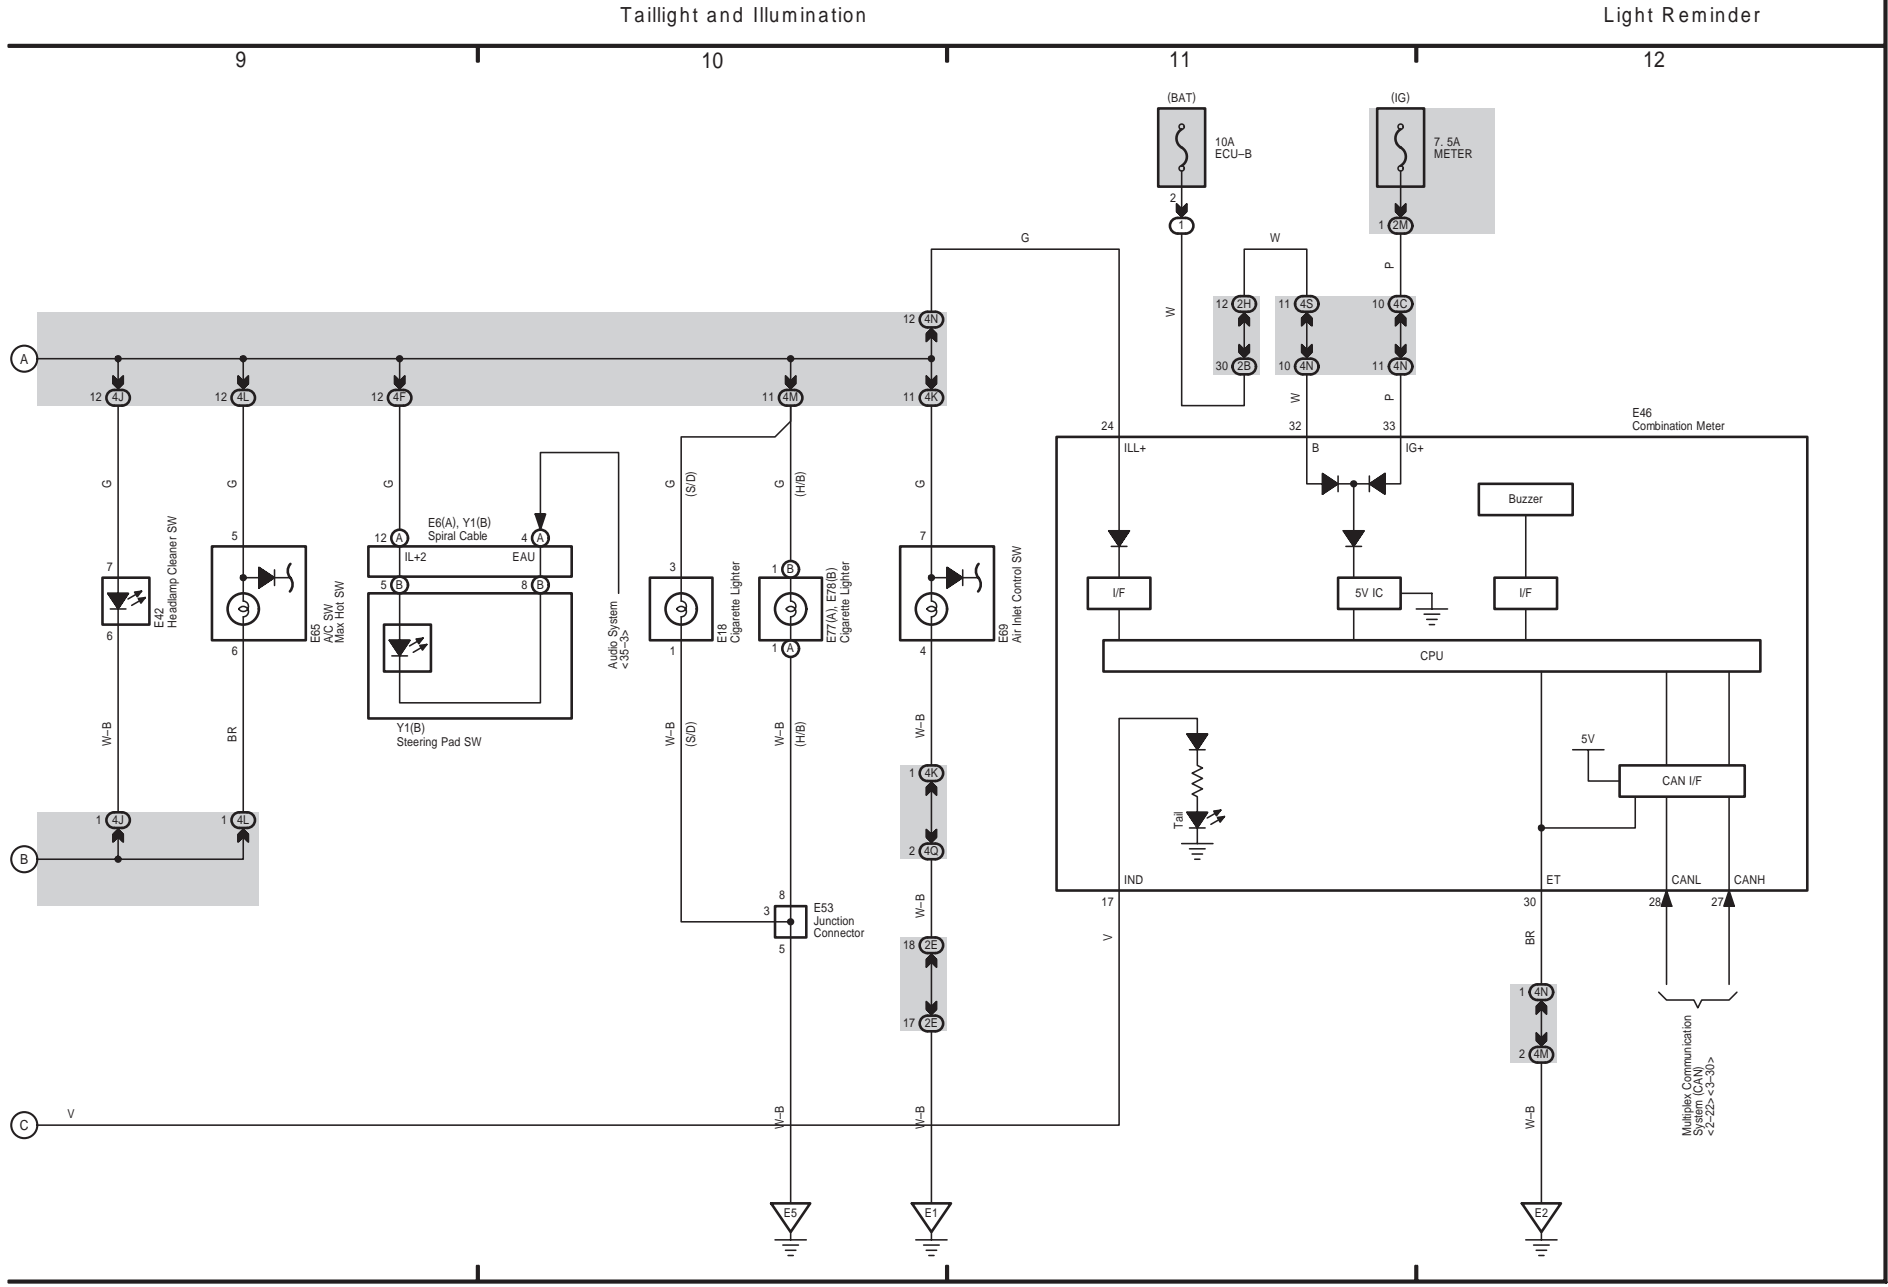 Taillight and Illumination
Light Reminder
9
10
11
12
(BAT)
(IG)
10A
ECU–B
7. 5A
METER
2
1
1 2M
G
W
P
W
12 2H
11 4S
10 4C
30 2B
10 4N
11 4N
12 4N
A
12 4J
12 4L
12 4F
11 4M
11 4K
W
P
24
32
33
E46
Combination Meter
ILL+
B
IG+
G
G
G
G
(S/D)
G
(H/B)
G
Buzzer
E6(A), Y1(B)
Spiral Cable
12 A
4 A
IL+2
EAU
5 B
8 B
7
E42
Headlamp Cleaner SW
6
5
E65
A/C SW
Max Hot SW
6
Y1(B)
Steering Pad SW
Audio System
<35–3>
3
E18
Cigarette Lighter
1
1 B
E77(A), E78(B)
Cigarette Lighter
1 A
7
E69
Air Inlet Control SW
4
I/F
5V IC
I/F
CPU
W–B
BR
W–B
(S/D)
W–B
(H/B)
W–B
5V
CAN I/F
Tail
1 4J
1 4L
1 4K
2 4Q
B
IND
ET
CANL
CANH
17
30
28
27
8
3
5
E53
Junction
Connector
W–B
18 2E
17 2E
V
BR
1 4N
2 4M
Multiplex Communication
System (CAN)
<2–22><3–30>
C
V
W–B
W–B
W–B
E5
E1
E2